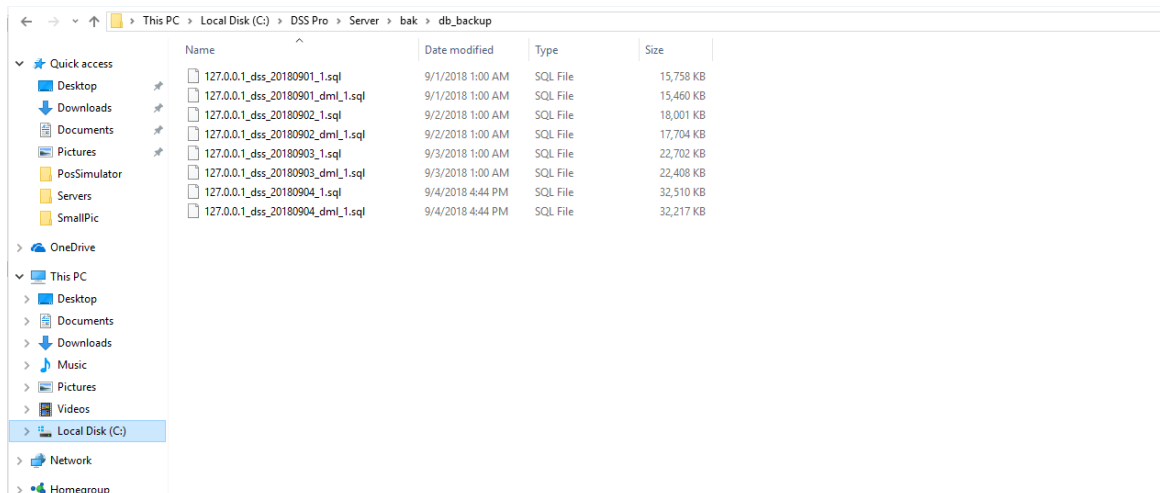 This PC > Local Disk (C:) > DSS Pro > Server > bak > db_backup
Name Date modified Type Size
Quick access
Desktop
Downloads
Documents
Pictures
PosSimulator
Servers
SmallPic
OneDrive
This PC
Desktop
Documents
Downloads
Music
Pictures
Videos
Local Disk (C:)
Network
Homegroup
127.0.0.1_dss_20180901_1.sql 9/1/2018 1:00 AM SQL File 15,758 KB
127.0.0.1_dss_20180901_dml_1.sql 9/1/2018 1:00 AM SQL File 15,460 KB
127.0.0.1_dss_20180902_1.sql 9/2/2018 1:00 AM SQL File 18,001 KB
127.0.0.1_dss_20180902_dml_1.sql 9/2/2018 1:00 AM SQL File 17,704 KB
127.0.0.1_dss_20180903_1.sql 9/3/2018 1:00 AM SQL File 22,702 KB
127.0.0.1_dss_20180903_dml_1.sql 9/3/2018 1:00 AM SQL File 22,408 KB
127.0.0.1_dss_20180904_1.sql 9/4/2018 4:44 PM SQL File 32,510 KB
127.0.0.1_dss_20180904_dml_1.sql 9/4/2018 4:44 PM SQL File 32,217 KB